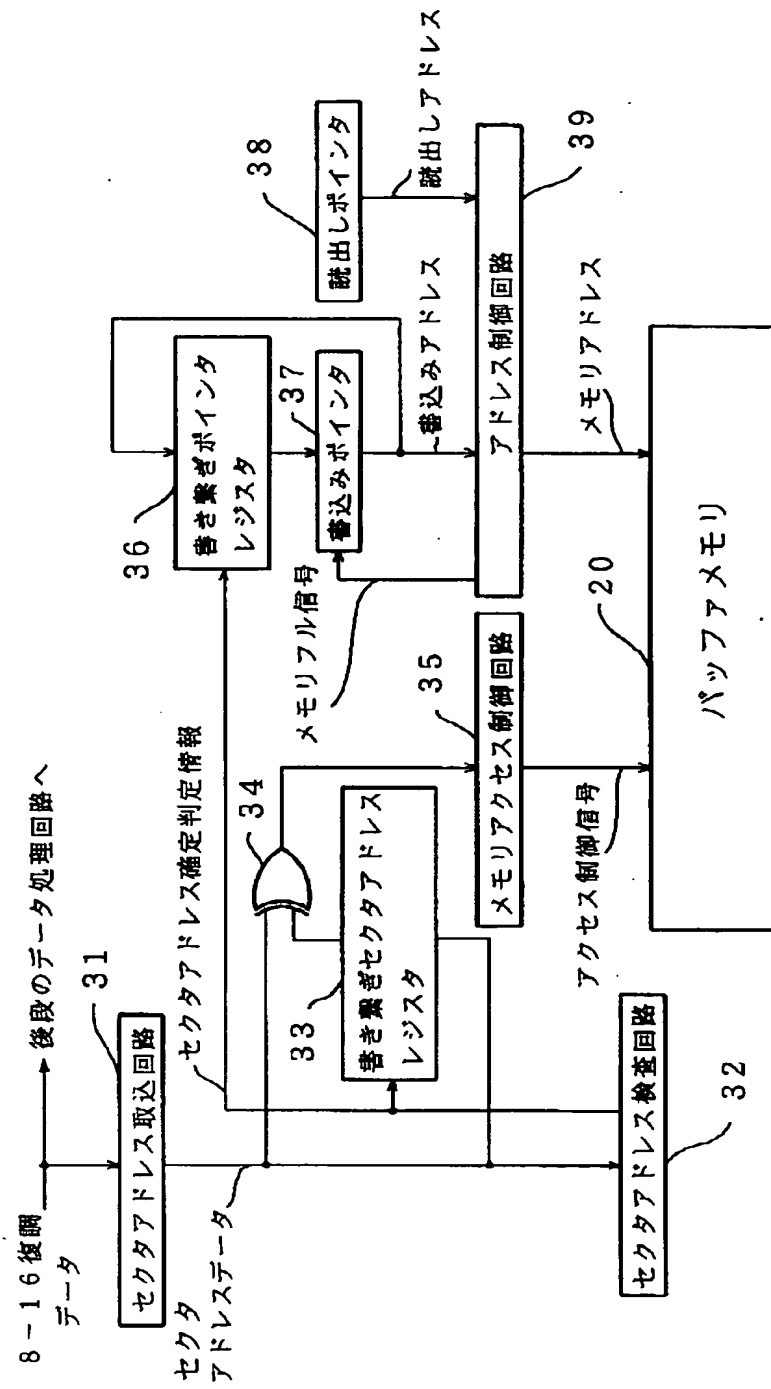 8－16復調
データ
後段のデータ処理回路へ
31
セクタアドレス取込回路
セクタ
アドレスデータ
セクタアドレス確定判定情報
34
33
書き繋ぎセクタアドレス
レジスタ
セクタアドレス検査回路
32
36
書き繋ぎポインタ
レジスタ
37
書込みポインタ
メモリフル信号
書込みアドレス
38
読出しポインタ
読出しアドレス
35
メモリアクセス制御回路
アドレス制御回路
39
アクセス制御信号
メモリアドレス
20
バッファメモリ